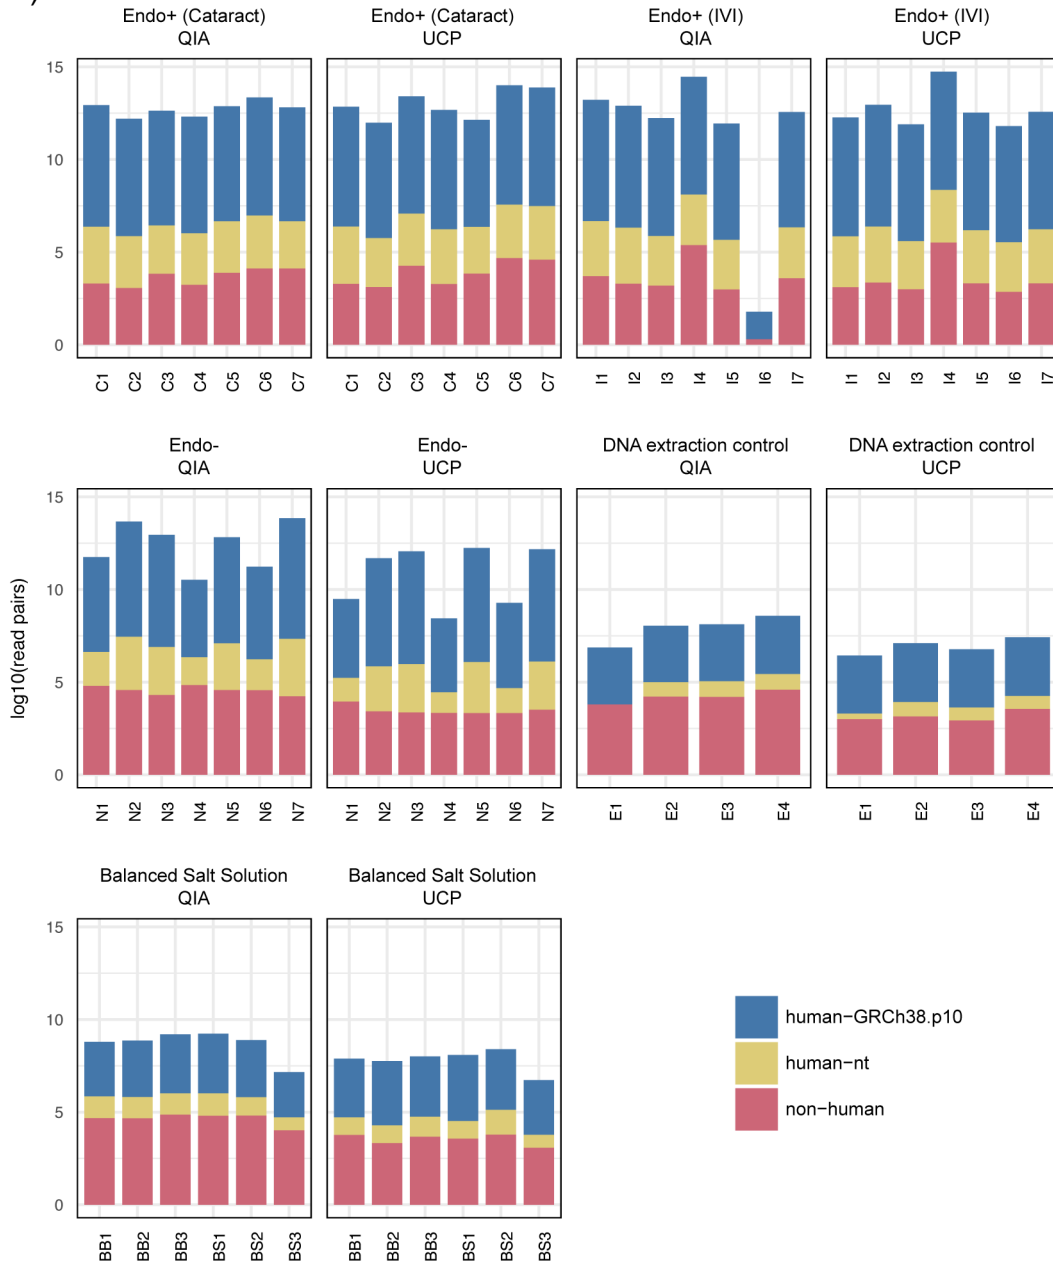 Endo+ (Cataract)
QIA
Endo+ (Cataract)
UCP
Endo+ (IVI)
QIA
Endo+ (IVI)
UCP
15
10
5
0
C1 C2 C3 C4 C5 C6 C7
C1 C2 C3 C4 C5 C6 C7
I1 I2 I3 I4 I5 I6 I7
I1 I2 I3 I4 I5 I6 I7
log10(read pairs)
Endo-
QIA
Endo-
UCP
DNA extraction control
QIA
DNA extraction control
UCP
15
10
5
0
N1 N2 N3 N4 N5 N6 N7
N1 N2 N3 N4 N5 N6 N7
E1 E2 E3 E4
E1 E2 E3 E4
Balanced Salt Solution
QIA
Balanced Salt Solution
UCP
15
10
5
0
BB1 BB2 BB3 BS1 BS2 BS3
BB1 BB2 BB3 BS1 BS2 BS3
human−GRCh38.p10
human−nt
non−human